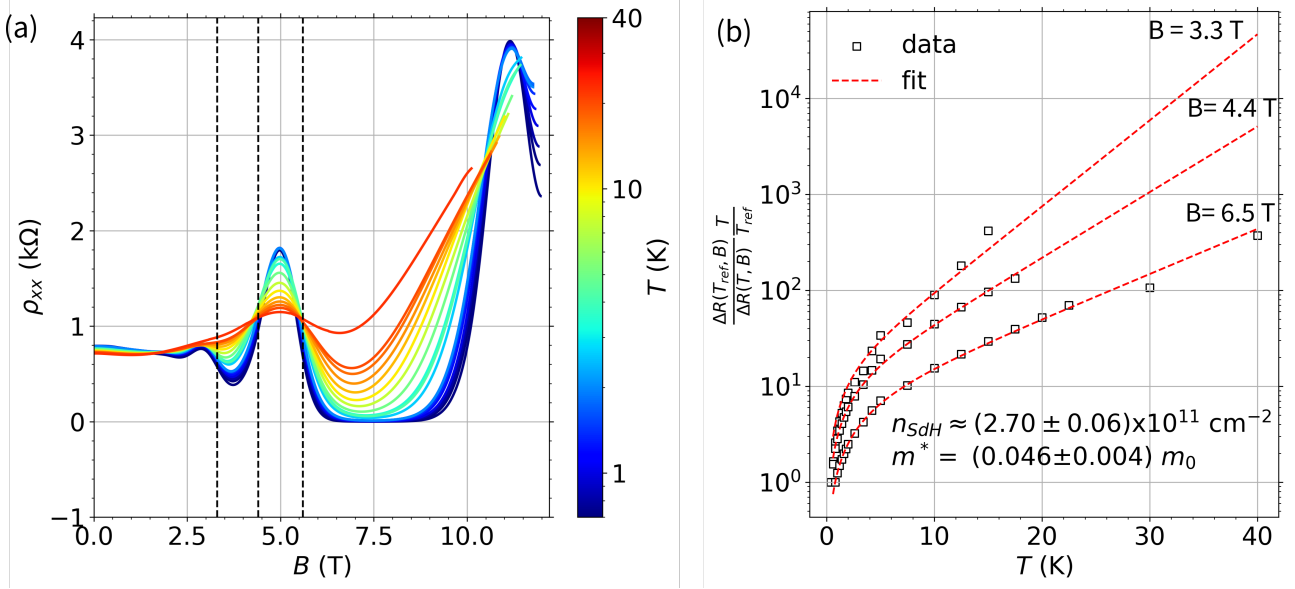 (a)
4
3
2
1
0
−1
ρxx (kΩ)
0.0 2.5 5.0 7.5 10.0
B (T)
40
10
1
T (K)
(b)
data
fit
B = 3.3 T
B= 4.4 T
B= 6.5 T
10⁴
10³
10²
10¹
10⁰
ΔR(Tref, B) T
ΔR(T, B) Tref
nSdH ≈ (2.70 ± 0.06)x10¹¹ cm⁻²
m* = (0.046±0.004) m₀
0 10 20 30 40
T (K)